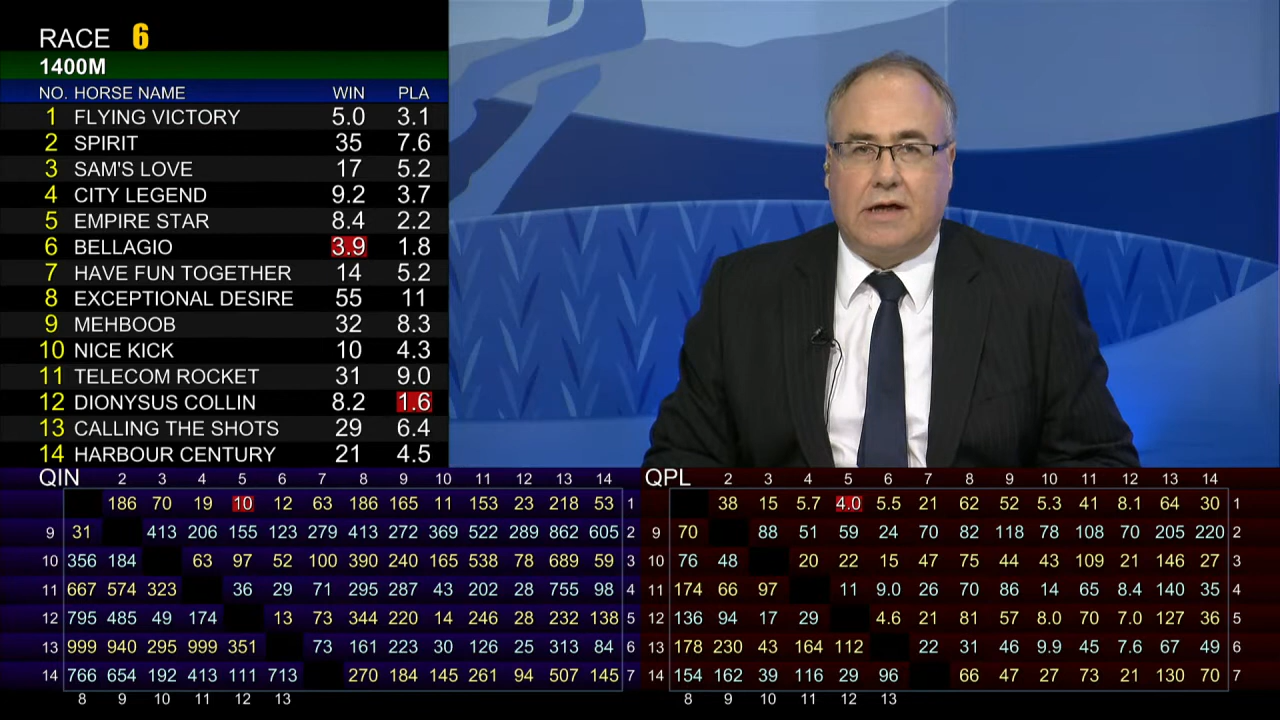 RACE 6
1400M
NO. HORSE NAME WIN PLA
1 FLYING VICTORY 5.0 3.1
2 SPIRIT 35 7.6
3 SAM'S LOVE 17 5.2
4 CITY LEGEND 9.2 3.7
5 EMPIRE STAR 8.4 2.2
6 BELLAGIO 3.9 1.8
7 HAVE FUN TOGETHER 14 5.2
8 EXCEPTIONAL DESIRE 55 11
9 MEHBOOB 32 8.3
10 NICE KICK 10 4.3
11 TELECOM ROCKET 31 9.0
12 DIONYSUS COLLIN 8.2 1.6
13 CALLING THE SHOTS 29 6.4
14 HARBOUR CENTURY 21 4.5
QIN 2 3 4 5 6 7 8 9 10 11 12 13 14
186 70 19 10 12 63 186 165 11 153 23 218 53 1
9 31 413 206 155 123 279 413 272 369 522 289 862 605 2
10 356 184 63 97 52 100 390 240 165 538 78 689 59 3
11 667 574 323 36 29 71 295 287 43 202 28 755 98 4
12 795 485 49 174 13 73 344 220 14 246 28 232 138 5
13 999 940 295 999 351 73 161 223 30 126 25 313 84 6
14 766 654 192 413 111 713 270 184 145 261 94 507 145 7
8 9 10 11 12 13
QPL 2 3 4 5 6 7 8 9 10 11 12 13 14
38 15 5.7 4.0 5.5 21 62 52 5.3 41 8.1 64 30 1
9 70 88 51 59 24 70 82 118 78 108 70 205 220 2
10 76 48 20 22 15 47 75 44 43 109 21 146 27 3
11 174 66 97 11 9.0 26 70 86 14 65 8.4 140 35 4
12 136 94 17 29 4.6 21 81 57 8.0 70 7.0 127 36 5
13 178 230 43 164 112 22 31 46 9.9 45 7.6 67 49 6
14 154 162 39 116 29 96 66 47 27 73 21 130 70 7
8 9 10 11 12 13